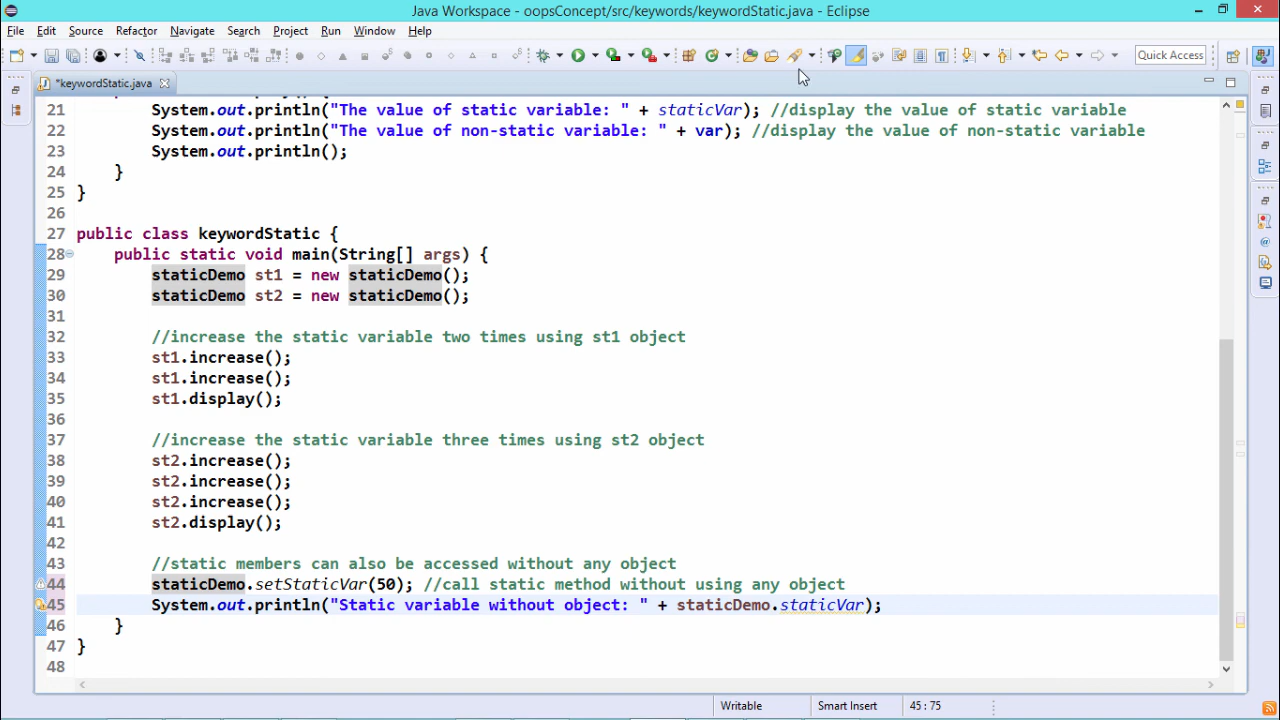 Java Workspace - oopsConcept/src/keywords/keywordStatic.java - Eclipse
File Edit Source Refactor Navigate Search Project Run Window Help
Quick Access
*keywordStatic.java
21 System.out.println("The value of static variable: " + staticVar); //display the value of static variable
22 System.out.println("The value of non-static variable: " + var); //display the value of non-static variable
23 System.out.println();
24 }
25 }
26
27 public class keywordStatic {
28 public static void main(String[] args) {
29 staticDemo st1 = new staticDemo();
30 staticDemo st2 = new staticDemo();
31
32 //increase the static variable two times using st1 object
33 st1.increase();
34 st1.increase();
35 st1.display();
36
37 //increase the static variable three times using st2 object
38 st2.increase();
39 st2.increase();
40 st2.increase();
41 st2.display();
42
43 //static members can also be accessed without any object
44 staticDemo.setStaticVar(50); //call static method without using any object
45 System.out.println("Static variable without object: " + staticDemo.staticVar);
46 }
47 }
48
Writable Smart Insert 45 : 75